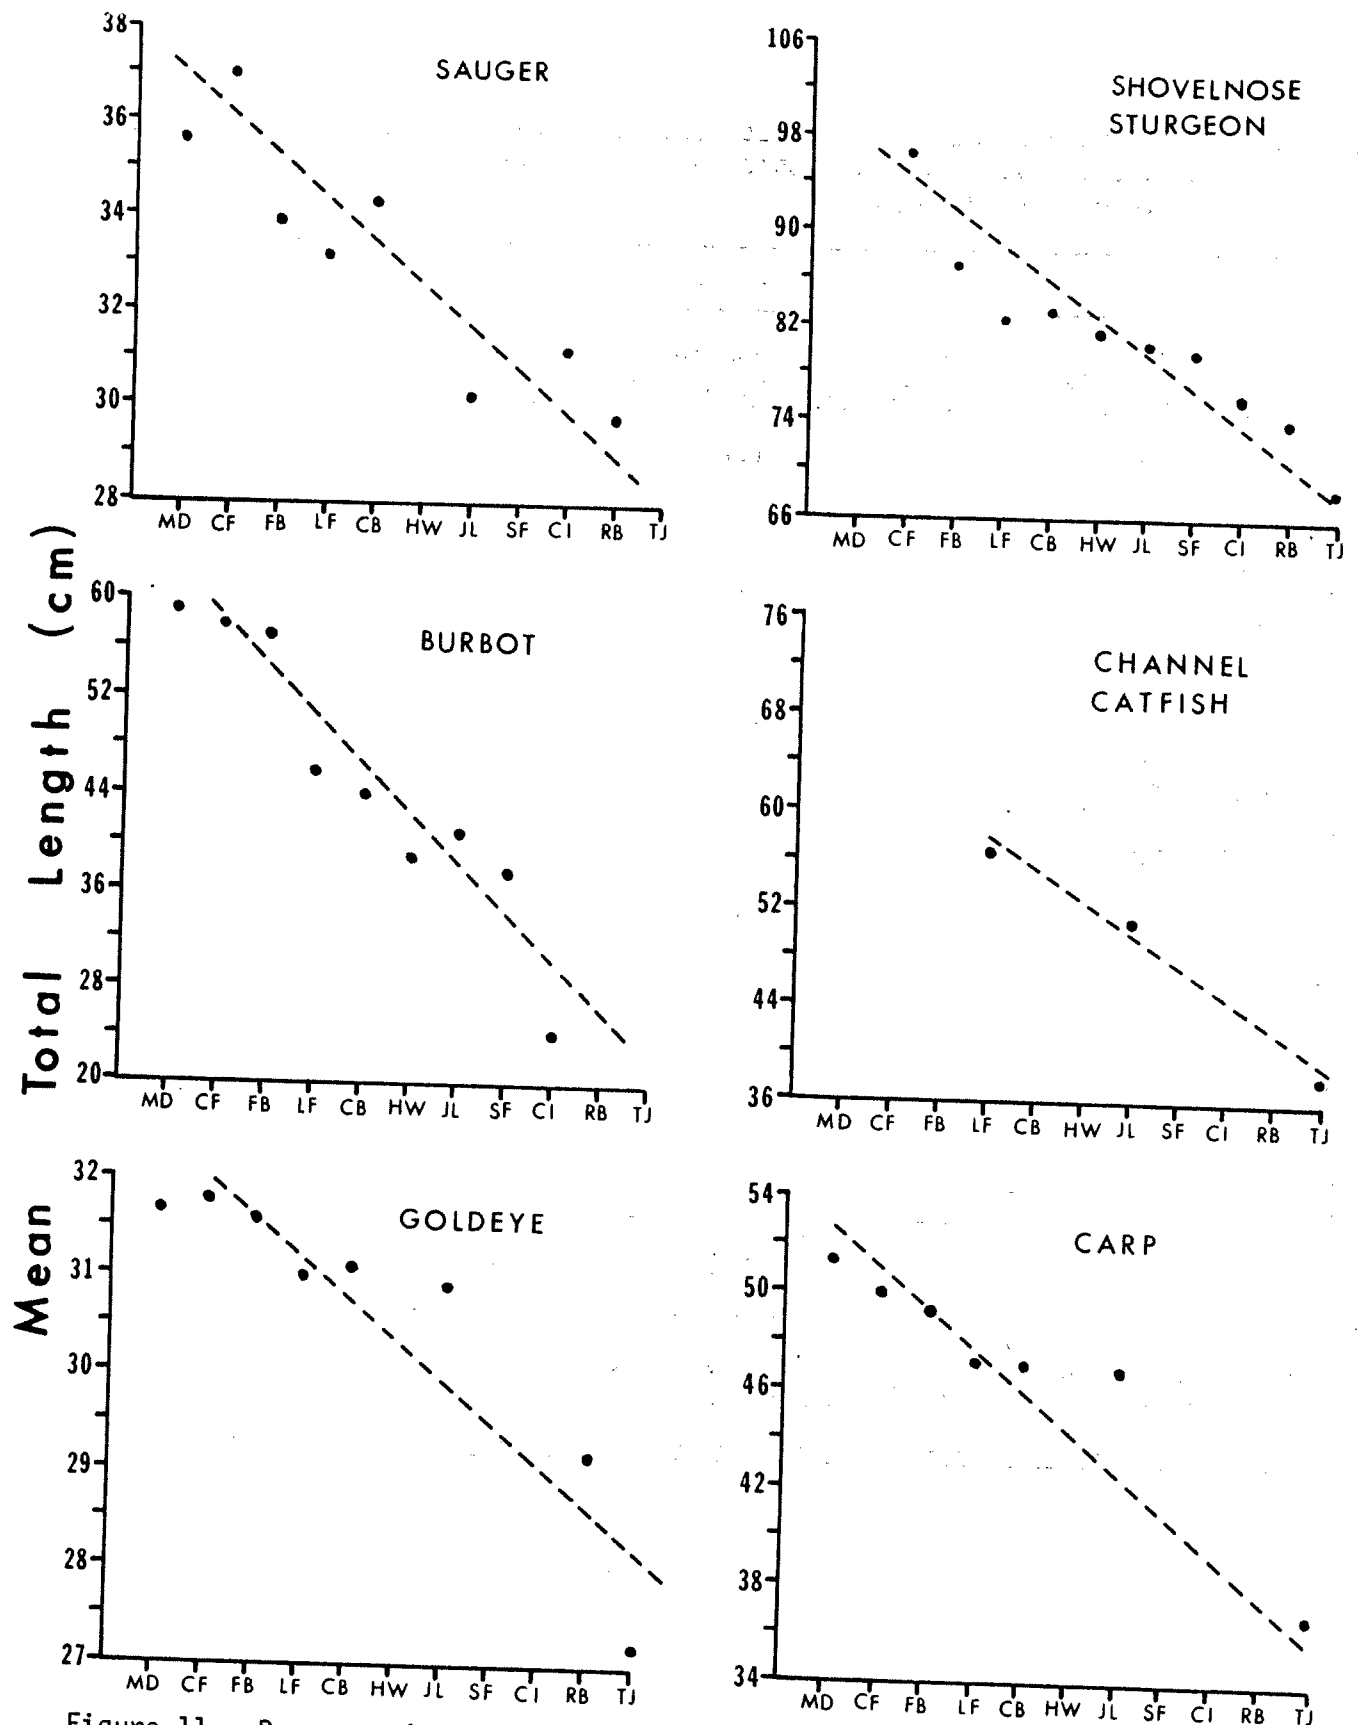 Mean Total Length (cm)
SAUGER
38
36
34
32
30
28
MD CF FB LF CB HW JL SF CI RB TJ
SHOVELNOSE
STURGEON
106
98
90
82
74
66
MD CF FB LF CB HW JL SF CI RB TJ
BURBOT
60
52
44
36
28
20
MD CF FB LF CB HW JL SF CI RB TJ
CHANNEL
CATFISH
76
68
60
52
44
36
MD CF FB LF CB HW JL SF CI RB TJ
GOLDEYE
32
31
30
29
28
27
MD CF FB LF CB HW JL SF CI RB TJ
CARP
54
50
46
42
38
34
MD CF FB LF CB HW JL SF CI RB TJ
Figure 11